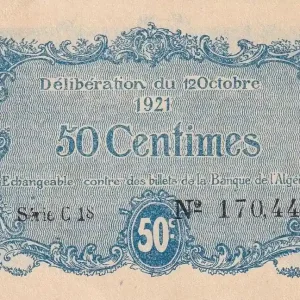 Délibération du 12 Octobre
1921
50 Centimes
Echangeable contre des billets de la Banque de l'Algér
Série C 18 Nº 170.44
50c